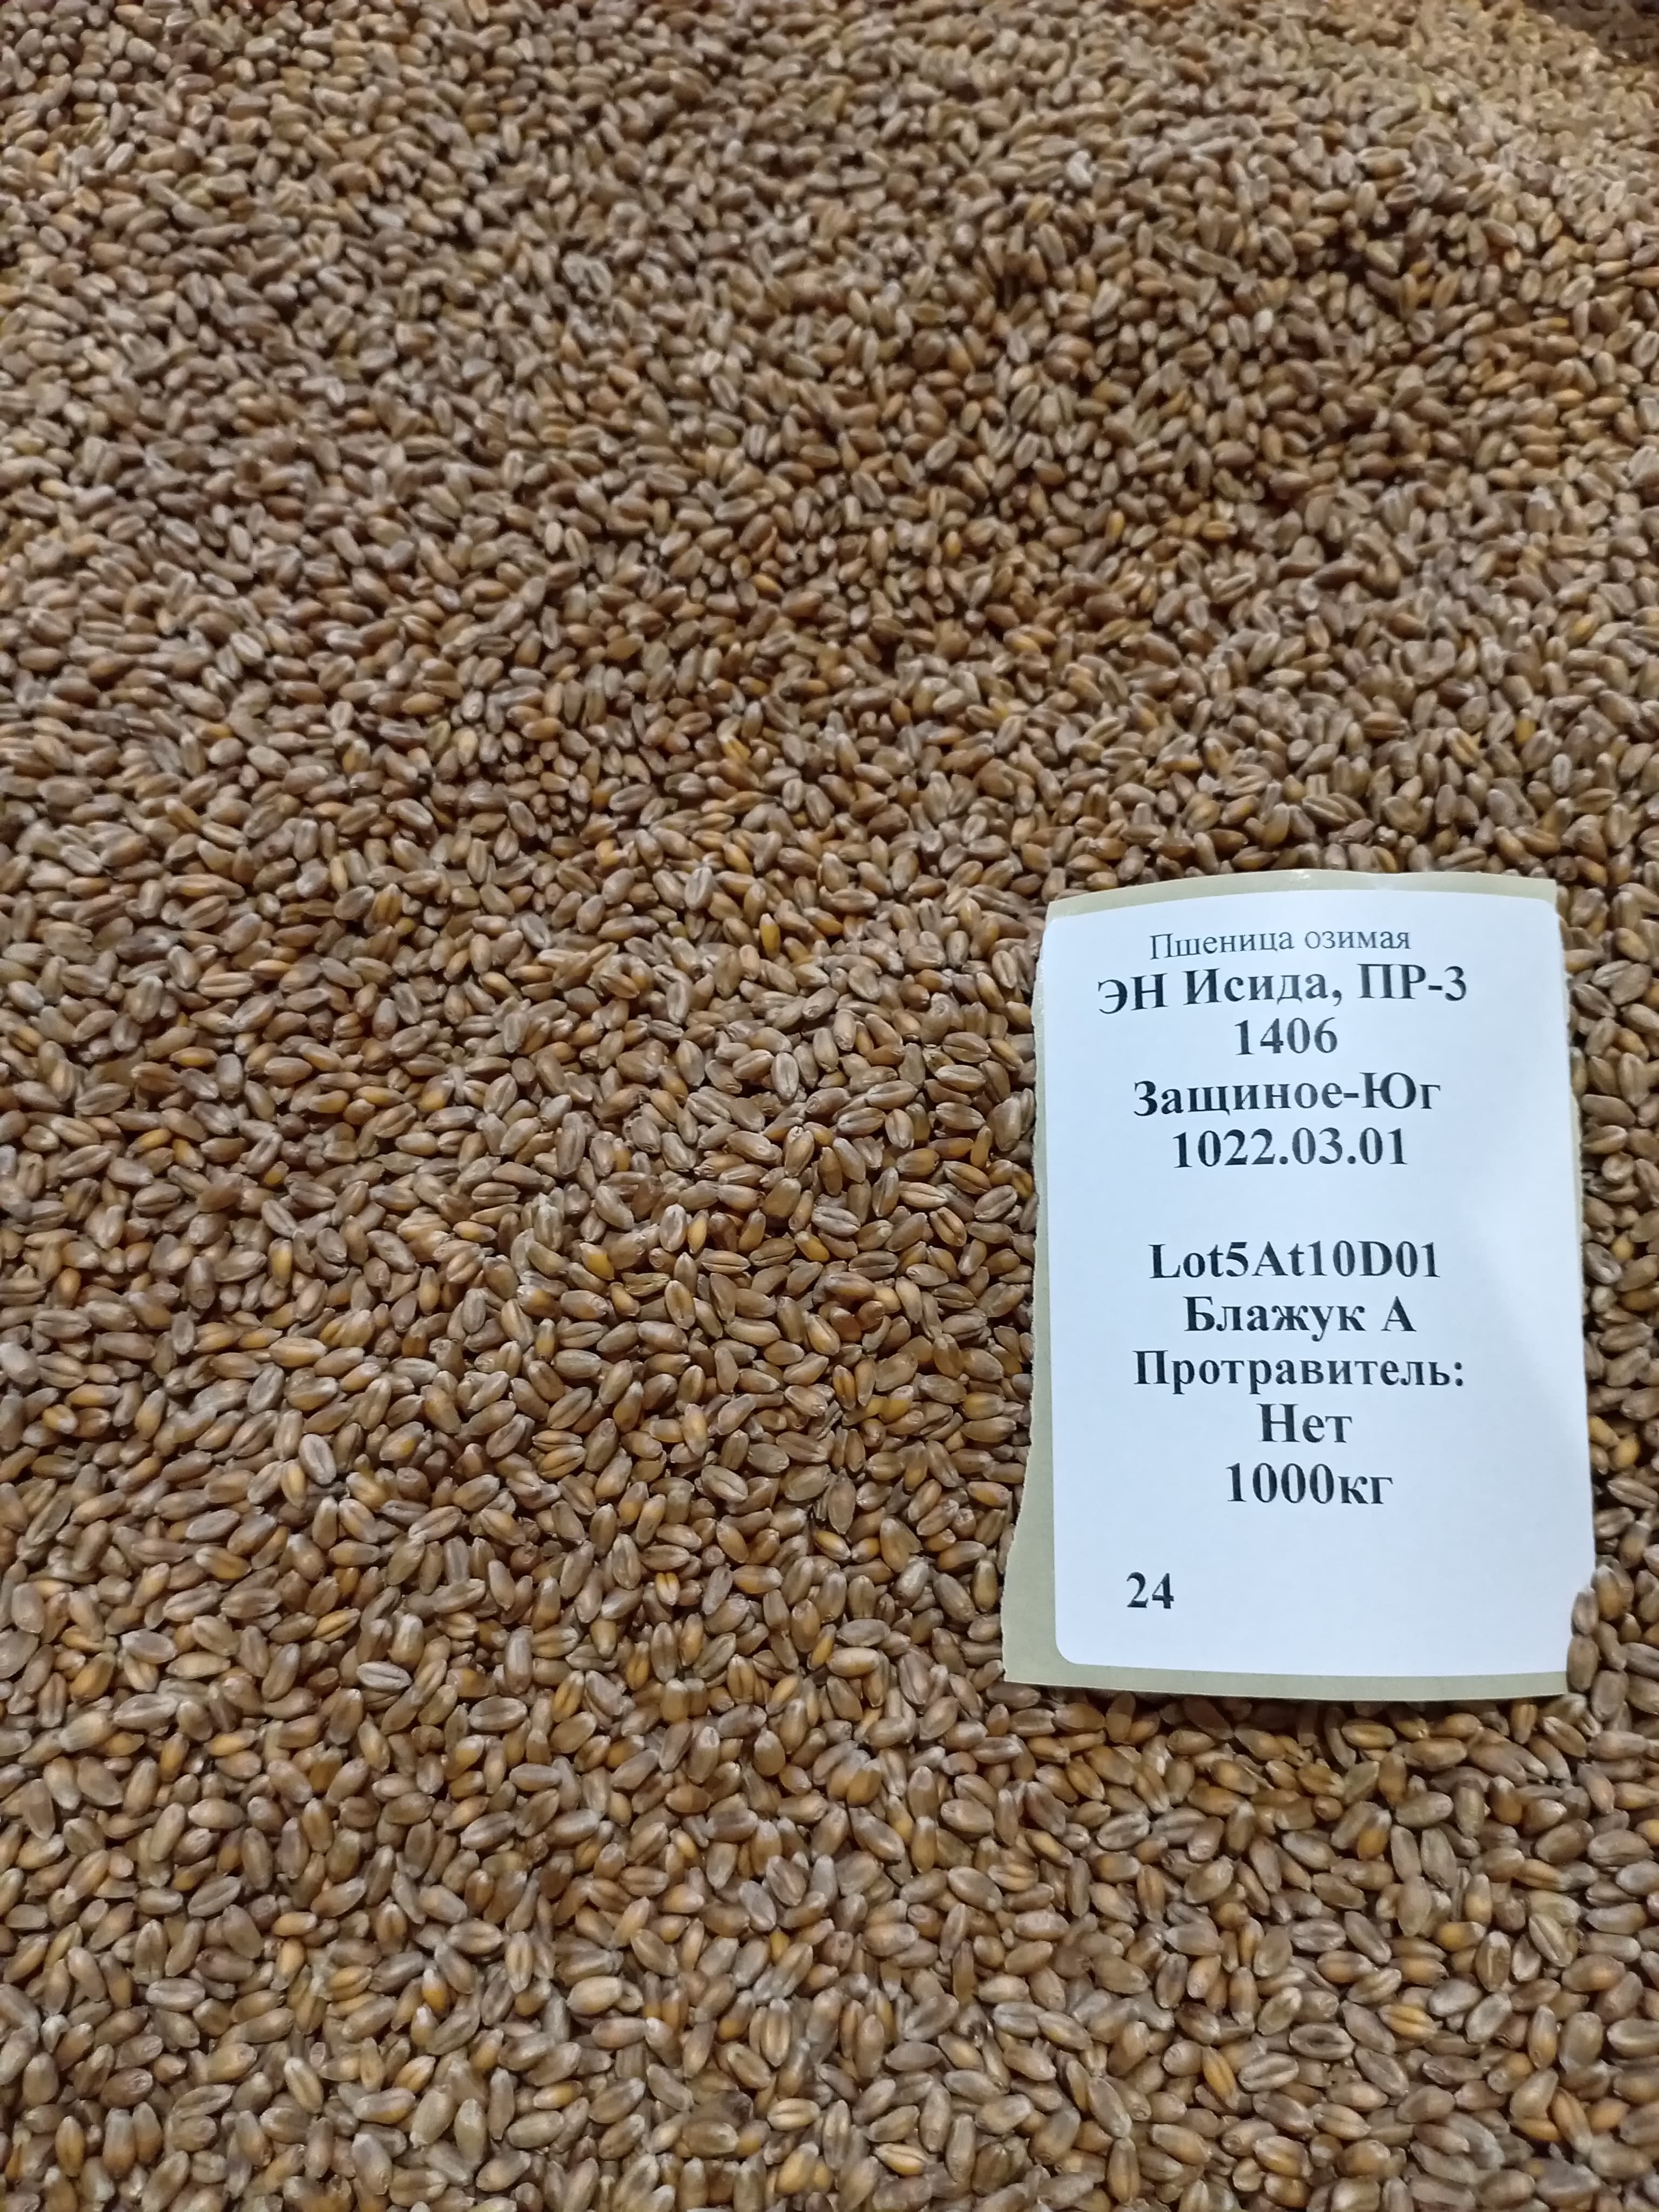 Пшеница озимая
ЭН Исида, ПР-3
1406
Защиное-Юг
1022.03.01
Lot5At10D01
Блажук А
Протравитель:
Нет
1000кг
24